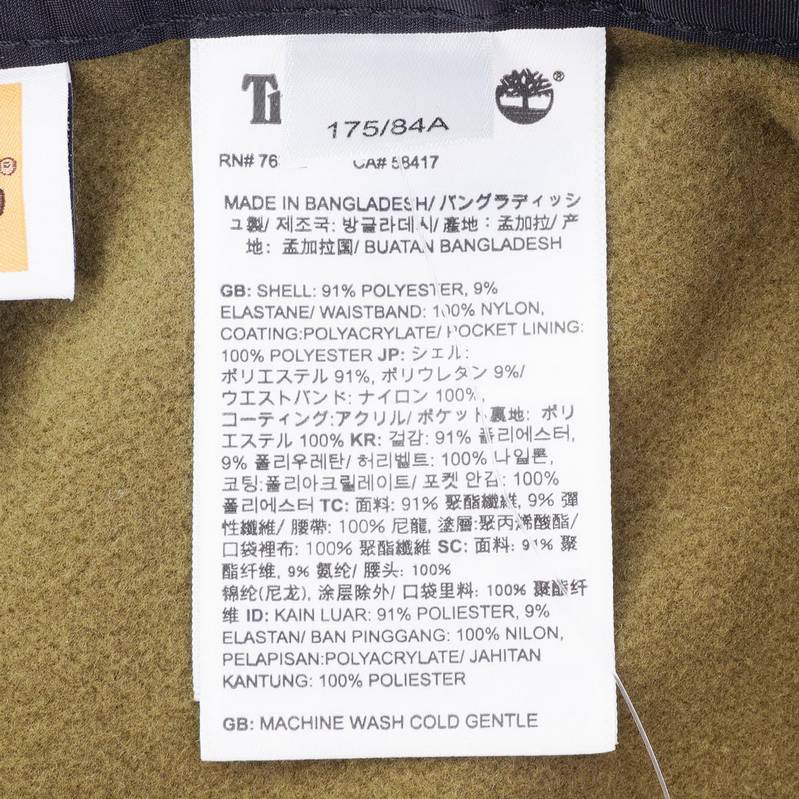 175/84A
®
RN# 76 CA# 58417
MADE IN BANGLADESH/ バングラディッシ
ュ製/ 제조국: 방글라데시/ 產地：孟加拉/ 产
地：孟加拉國/ BUATAN BANGLADESH
GB: SHELL: 91% POLYESTER, 9%
ELASTANE/ WAISTBAND: 100% NYLON,
COATING:POLYACRYLATE/ POCKET LINING:
100% POLYESTER JP: シェル:
ポリエステル 91%, ポリウレタン 9%/
ウエストバンド: ナイロン 100%,
コーティング:アクリル/ ポケット裏地: ポリ
エステル 100% KR: 겉감: 91% 폴리에스터,
9% 폴리우레탄/ 허리벨트: 100% 나일론,
코팅:폴리아크릴레이트/ 포켓 안감: 100%
폴리에스터 TC: 面料: 91% 聚酯纖維, 9% 彈
性纖維/ 腰帶: 100% 尼龍, 塗層:聚丙烯酸酯/
口袋裡布: 100% 聚酯纖維 SC: 面料: 91% 聚
酯纤维, 9% 氨纶/ 腰头: 100%
锦纶(尼龙), 涂层除外/ 口袋里料: 100% 聚酯纤
维 ID: KAIN LUAR: 91% POLIESTER, 9%
ELASTAN/ BAN PINGGANG: 100% NILON,
PELAPISAN:POLYACRYLATE/ JAHITAN
KANTUNG: 100% POLIESTER
GB: MACHINE WASH COLD GENTLE